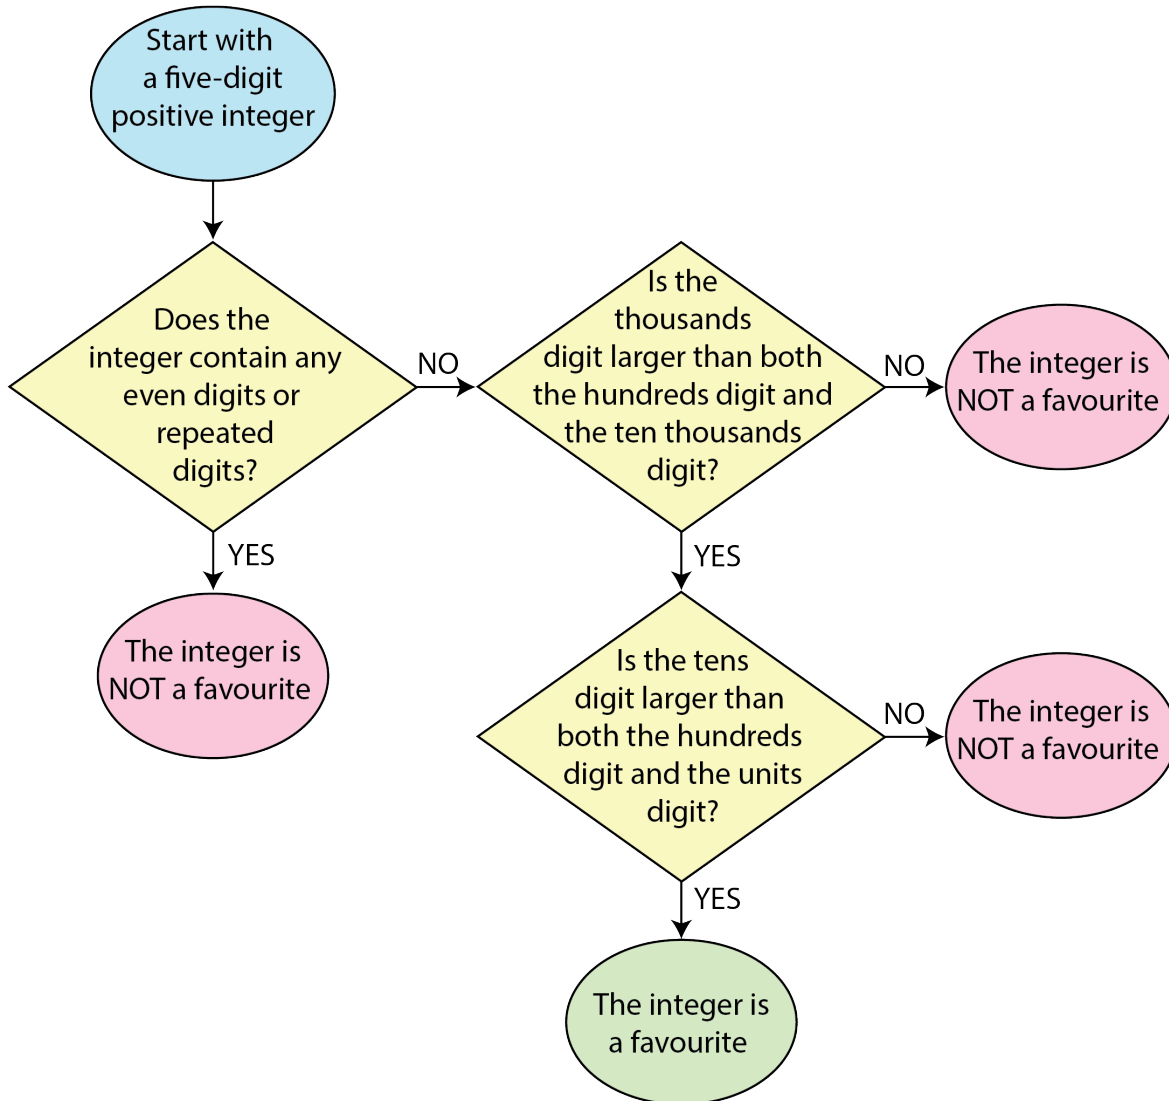 Start with
a five-digit
positive integer
Does the
integer contain any
even digits or
repeated
digits?
NO
Is the
thousands
digit larger than both
the hundreds digit and
the ten thousands
digit?
NO
The integer is
NOT a favourite
YES
The integer is
NOT a favourite
YES
Is the tens
digit larger than
both the hundreds
digit and the units
digit?
NO
The integer is
NOT a favourite
YES
The integer is
a favourite